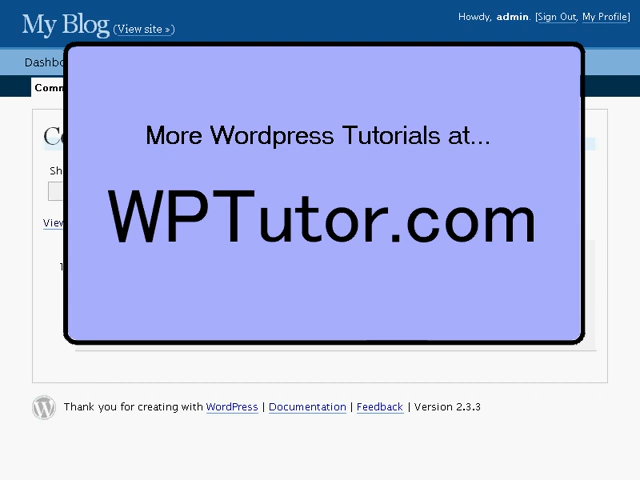 My Blog (View site »)
Howdy, admin. [Sign Out, My Profile]
More Wordpress Tutorials at...
WPTutor.com
View
Thank you for creating with WordPress | Documentation | Feedback | Version 2.3.3